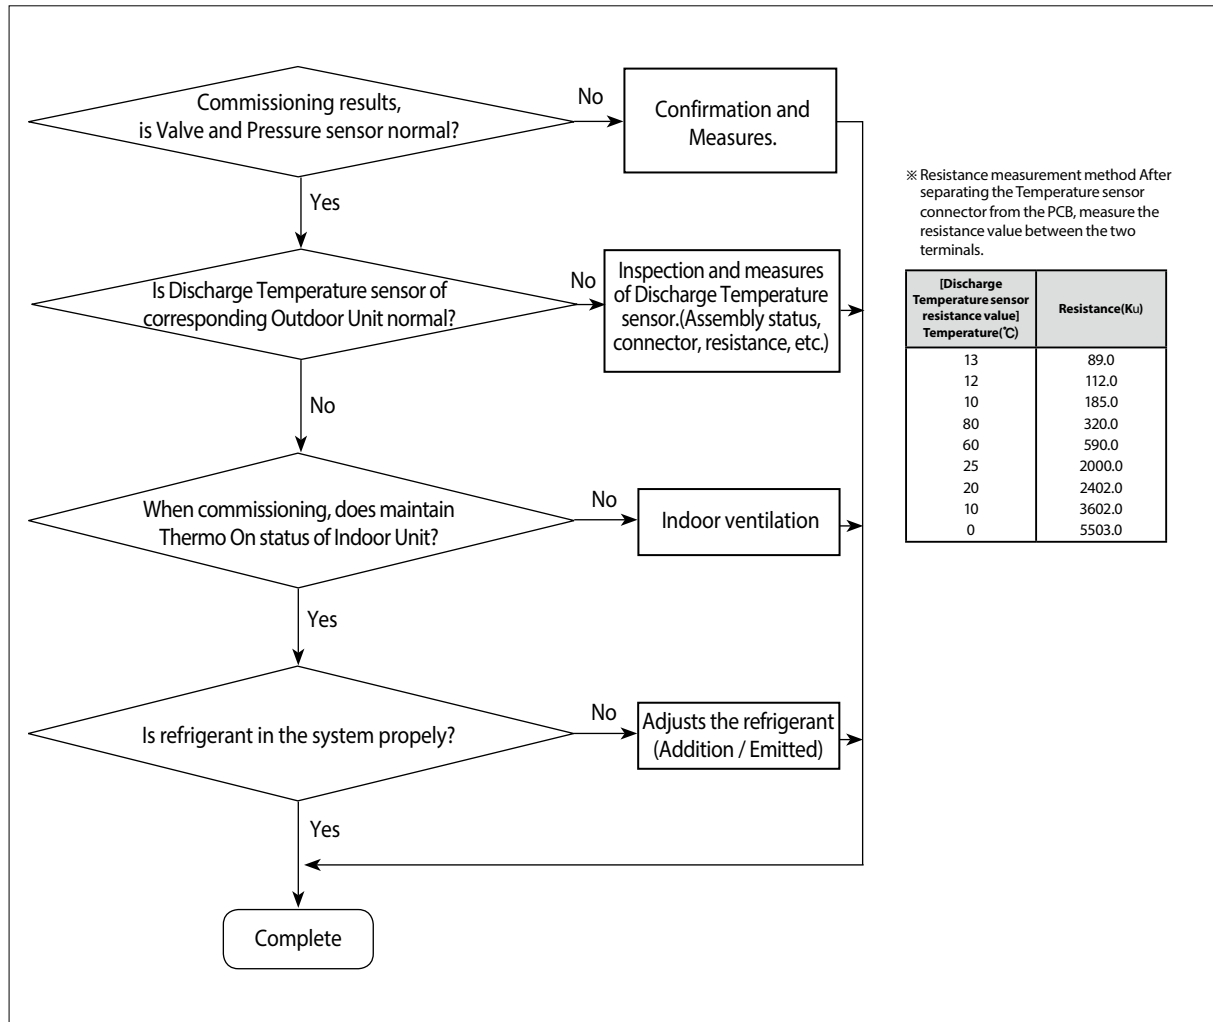 Commissioning results,
is Valve and Pressure sensor normal?
No
Confirmation and
Measures.
Yes
Is Discharge Temperature sensor of
corresponding Outdoor Unit normal?
No
Inspection and measures
of Discharge Temperature
sensor.(Assembly status,
connector, resistance, etc.)
No
When commissioning, does maintain
Thermo On status of Indoor Unit?
No
Indoor ventilation
Yes
Is refrigerant in the system propely?
No
Adjusts the refrigerant
(Addition / Emitted)
Yes
Complete
※ Resistance measurement method After
separating the Temperature sensor
connector from the PCB, measure the
resistance value between the two
terminals.
[Discharge
Temperature sensor
resistance value]
Temperature(℃)
Resistance(Ku)
13 89.0
12 112.0
10 185.0
80 320.0
60 590.0
25 2000.0
20 2402.0
10 3602.0
0 5503.0